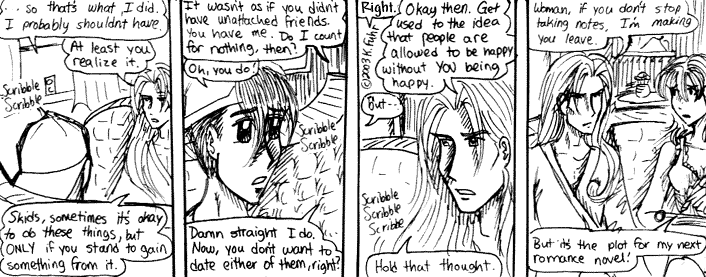 . . . so that's what I did.
I probably shouldnt have.
At least you
realize it.
Scribble
Scribble
Skids, sometimes it's okay
to do these things, but
ONLY if you stand to gain
something from it.
It wasn't as if you didn't
have unattached friends.
You have me. Do I count
for nothing, then?
Oh, you do!
Scribble
Scribble
Damn straight I do. . .
Now, you don't want to
date either of them, right?
Right.
Okay then. Get
used to the idea
that people are
allowed to be happy
without YOU being
happy.
But--
©2003 K. Fish
Scribble
Scribble
Scribble
Hold that thought.
Woman, if you don't stop
taking notes, I'm making
you leave.
But it's the plot for my next
romance novel!